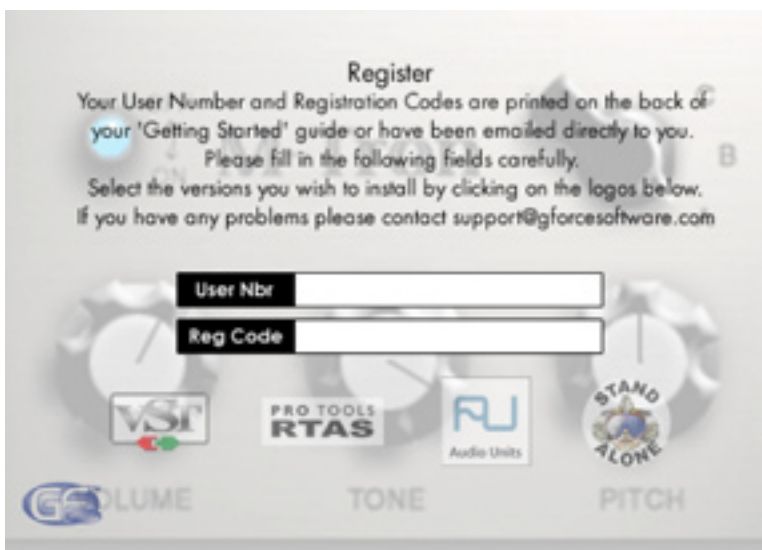 Register
Your User Number and Registration Codes are printed on the back of
your 'Getting Started' guide or have been emailed directly to you.
Please fill in the following fields carefully.
Select the versions you wish to install by clicking on the logos below.
If you have any problems please contact support@gforcesoftware.com
ON
C
B
User Nbr
Reg Code
VST
PRO TOOLS
RTAS
Audio Units
STAND
ALONE
GF
OLUME
TONE
PITCH